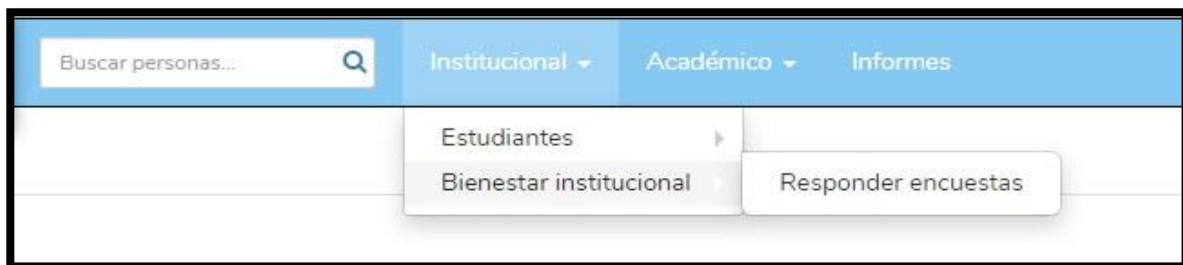 Buscar personas... Institucional Académico Informes
Estudiantes
Bienestar institucional Responder encuestas